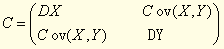 C = ( DX C ov(X,Y)
C ov(X,Y) DY )